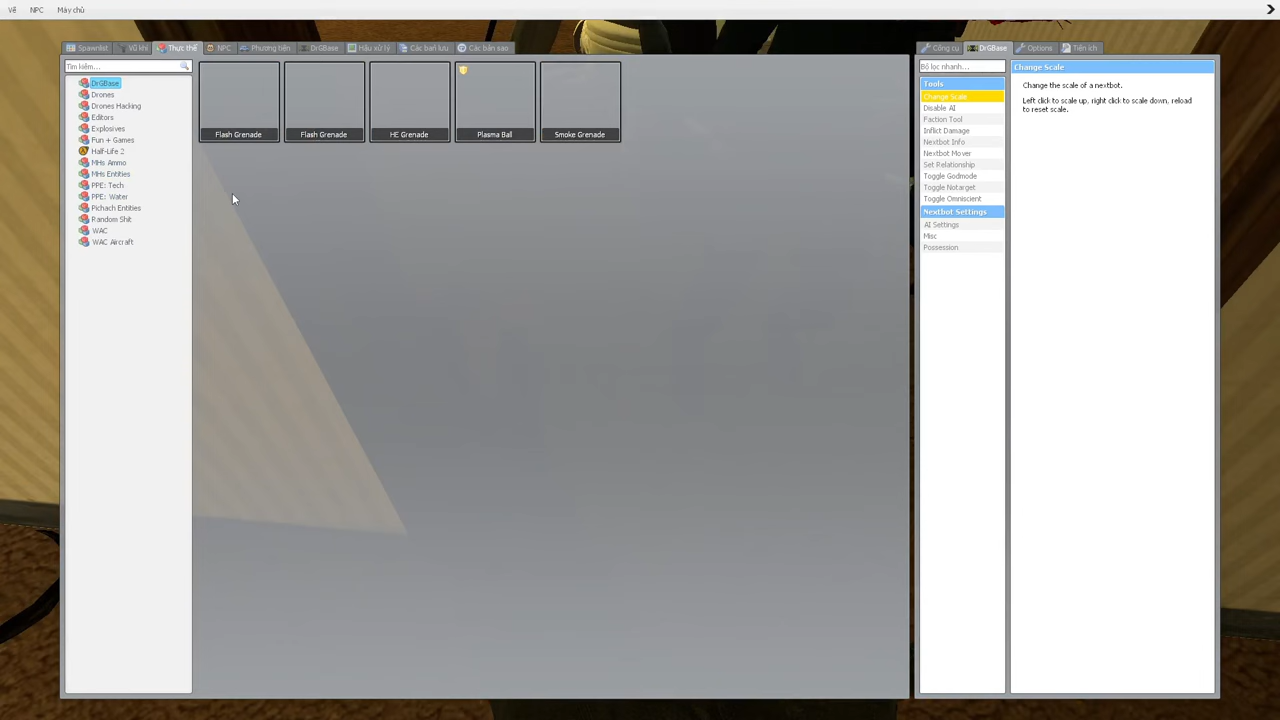 Vẽ NPC Máy chủ
Spawnlist Vũ khí Thực thể NPC Phương tiện DrGBase Hậu xử lý Các bản lưu Các bản sao
Công cụ DrGBase Options Tiện ích
Tìm kiếm...
DrGBase
Drones
Drones Hacking
Editors
Explosives
Fun + Games
Half-Life 2
MHs Ammo
MHs Entities
PPE: Tech
PPE: Water
Pichach Entities
Random Shit
WAC
WAC Aircraft
Flash Grenade
Flash Grenade
HE Grenade
Plasma Ball
Smoke Grenade
Bộ lọc nhanh...
Tools
Change Scale
Disable AI
Faction Tool
Inflict Damage
Nextbot Info
Nextbot Mover
Set Relationship
Toggle Godmode
Toggle Notarget
Toggle Omniscient
Nextbot Settings
AI Settings
Misc
Possession
Change Scale
Change the scale of a nextbot.
Left click to scale up, right click to scale down, reload
to reset scale.